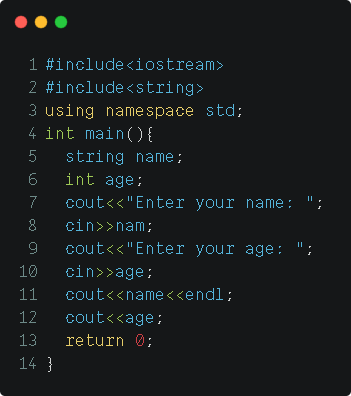 1 #include<iostream>
2 #include<string>
3 using namespace std;
4 int main(){
5   string name;
6   int age;
7   cout<<"Enter your name: ";
8   cin>>nam;
9   cout<<"Enter your age: ";
10   cin>>age;
11   cout<<name<<endl;
12   cout<<age;
13   return 0;
14 }